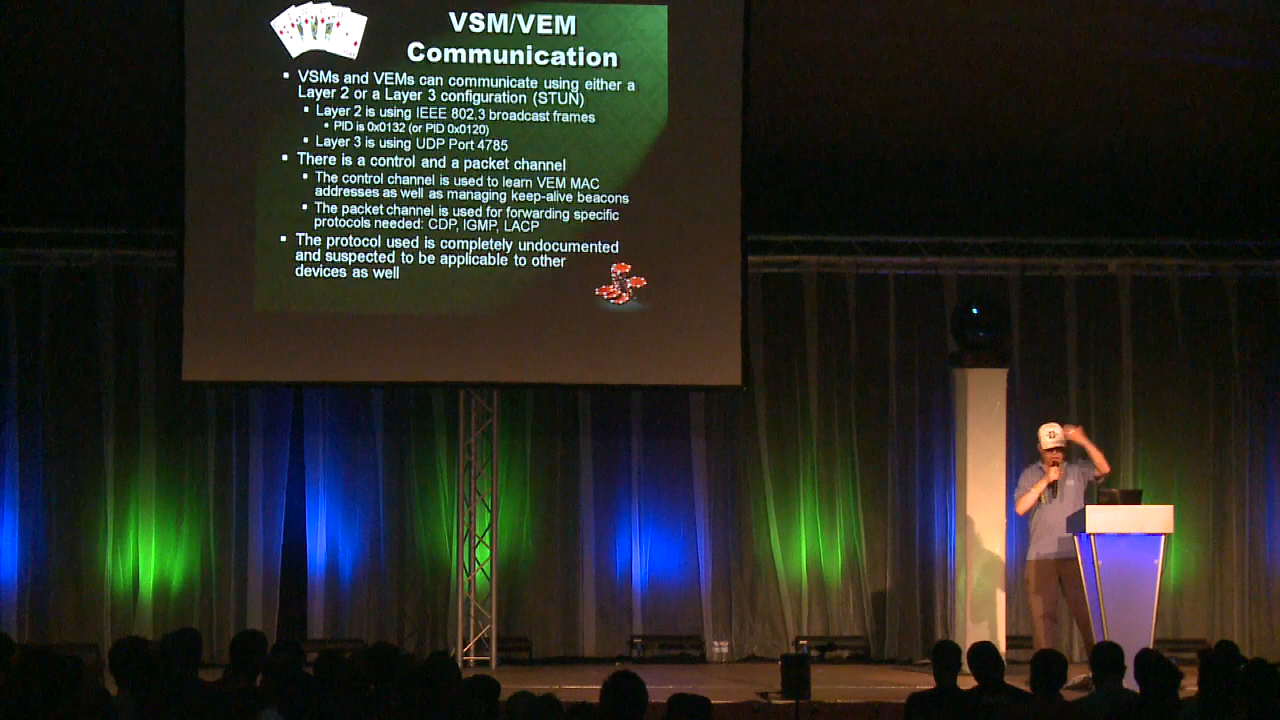 VSM/VEM
Communication
VSMs and VEMs can communicate using either a
Layer 2 or a Layer 3 configuration (STUN)
Layer 2 is using IEEE 802.3 broadcast frames
PID is 0x0132 (or PID 0x0120)
Layer 3 is using UDP Port 4785
There is a control and a packet channel
The control channel is used to learn VEM MAC
addresses as well as managing keep-alive beacons
The packet channel is used for forwarding specific
protocols needed: CDP, IGMP, LACP
The protocol used is completely undocumented
and suspected to be applicable to other
devices as well